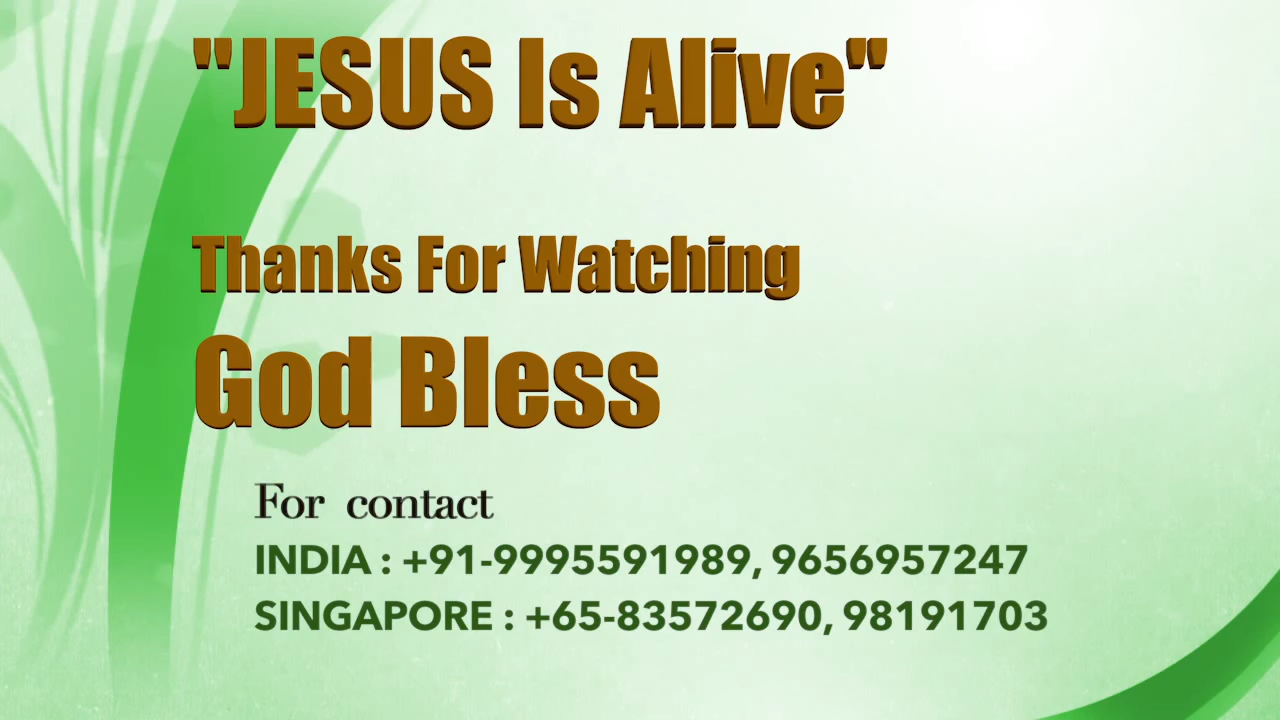 "JESUS Is Alive"
Thanks For Watching
God Bless
For contact
INDIA : +91-9995591989, 9656957247
SINGAPORE : +65-83572690, 98191703